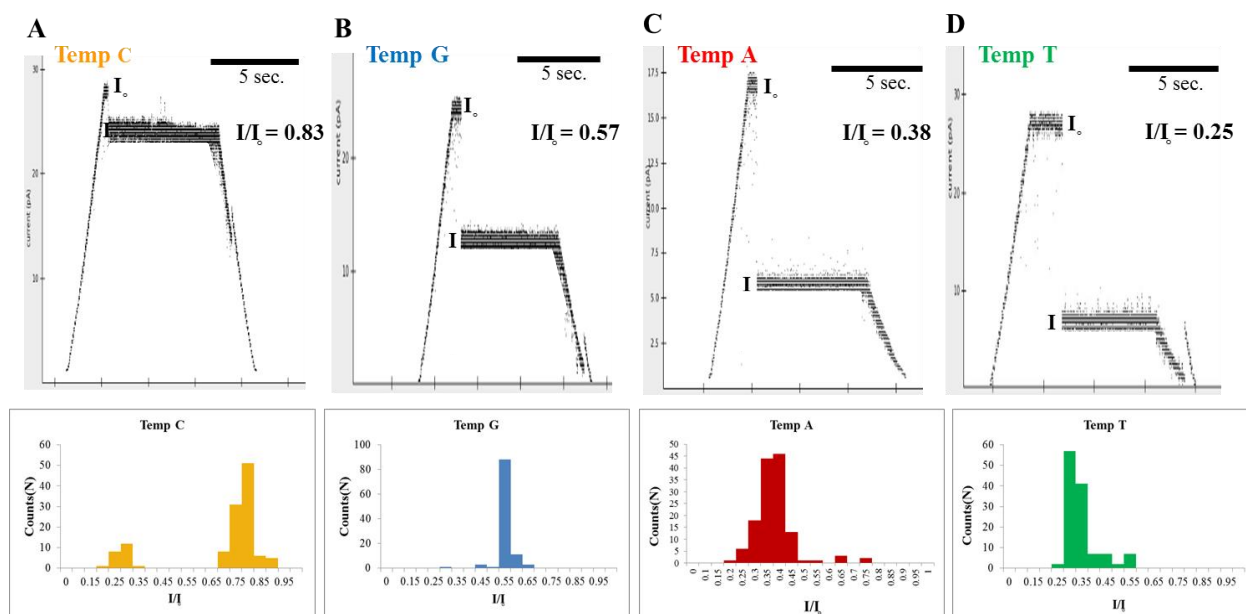 A
Temp C
5 sec.
I。
I
I/I。= 0.83
30
20
10
current (pA)
B
Temp G
5 sec.
I。
I
I/I。= 0.57
20
10
current (pA)
C
Temp A
5 sec.
I。
I
I/I。= 0.38
17.5
15.0
12.5
10.0
7.5
5.0
2.5
current (pA)
D
Temp T
5 sec.
I。
I
I/I。= 0.25
30
20
10
current (pA)
Temp C
Counts(N)
60
50
40
30
20
10
0
0 0.15 0.25 0.35 0.45 0.55 0.65 0.75 0.85 0.95
Temp G
Counts(N)
100
80
60
40
20
0
0 0.15 0.25 0.35 0.45 0.55 0.65 0.75 0.85 0.95
Temp A
Counts(N)
50
45
40
35
30
25
20
15
10
5
0
0 0.1 0.15 0.2 0.25 0.3 0.35 0.4 0.45 0.5 0.55 0.6 0.65 0.7 0.75 0.8 0.85 0.9 0.95 1
Temp T
Counts(N)
60
50
40
30
20
10
0
0 0.15 0.25 0.35 0.45 0.55 0.65 0.75 0.85 0.95